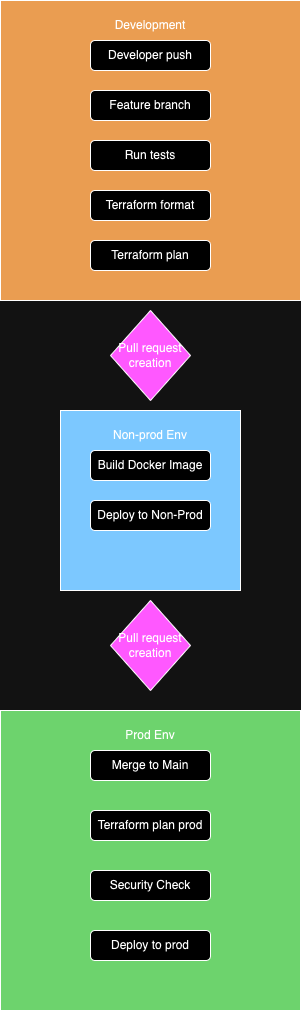 Development
Developer push
Feature branch
Run tests
Terraform format
Terraform plan
Pull request
creation
Non-prod Env
Build Docker Image
Deploy to Non-Prod
Pull request
creation
Prod Env
Merge to Main
Terraform plan prod
Security Check
Deploy to prod